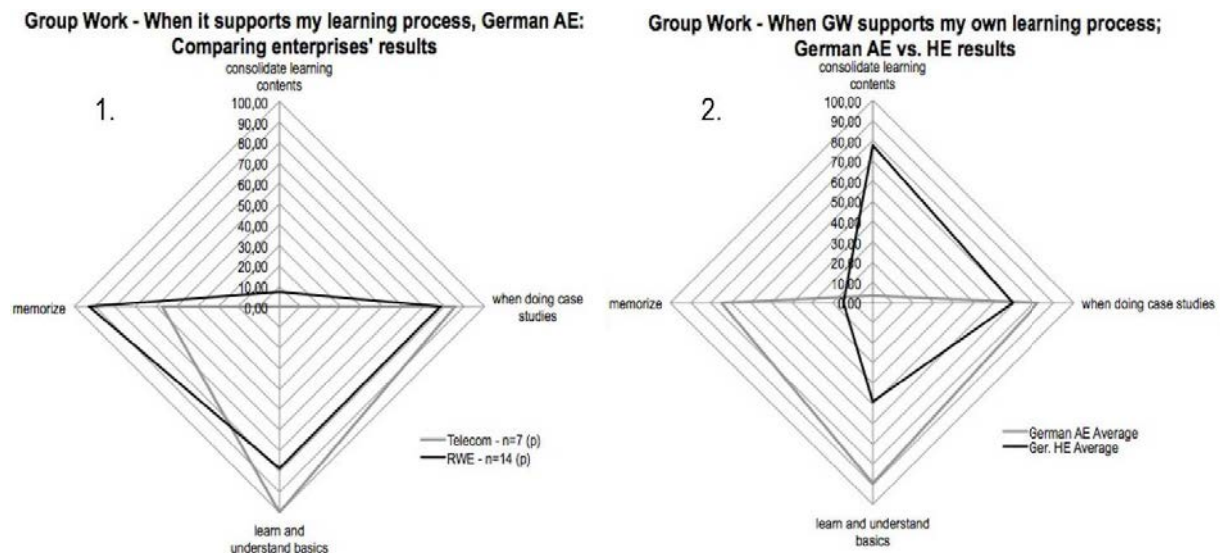 Group Work - When it supports my learning process, German AE:
Comparing enterprises' results
consolidate learning
contents
1.
100,00
90,00
80,00
70,00
60,00
50,00
40,00
30,00
20,00
10,00
0,00
memorize
when doing case
studies
Telecom - n=7 (p)
RWE - n=14 (p)
learn and
understand basics
Group Work - When GW supports my own learning process;
German AE vs. HE results
consolidate learning
contents
2.
100,00
90,00
80,00
70,00
60,00
50,00
40,00
30,00
20,00
10,00
0,00
memorize
when doing case studies
German AE Average
Ger. HE Average
learn and understand
basics